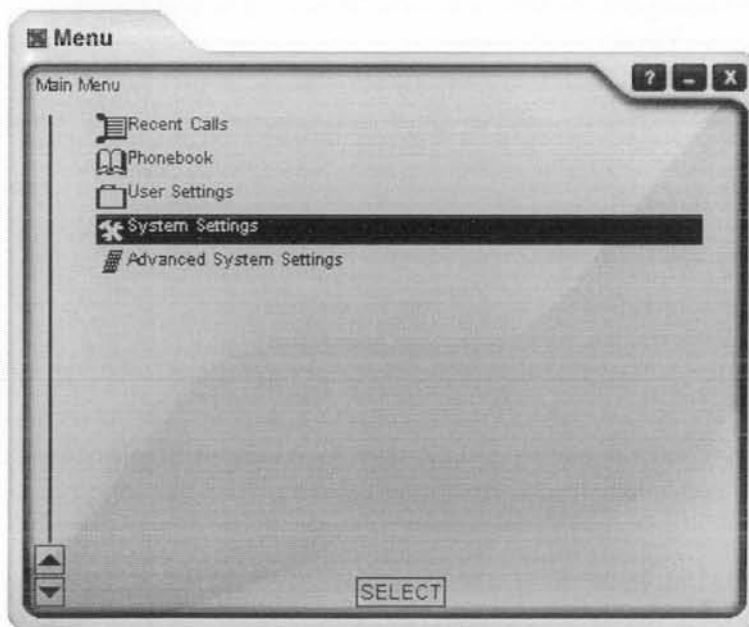 Menu
Main Menu
? – X
Recent Calls
Phonebook
User Settings
System Settings
Advanced System Settings
SELECT